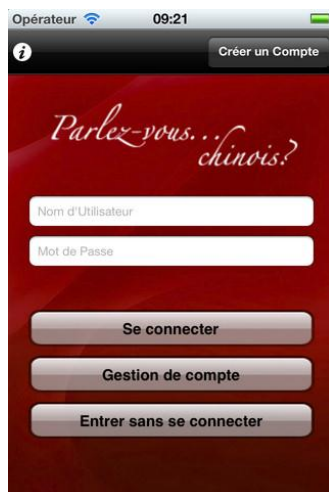 Opérateur 09:21
Créer un Compte
Parlez-vous...
chinois?
Nom d'Utilisateur
Mot de Passe
Se connecter
Gestion de compte
Entrer sans se connecter